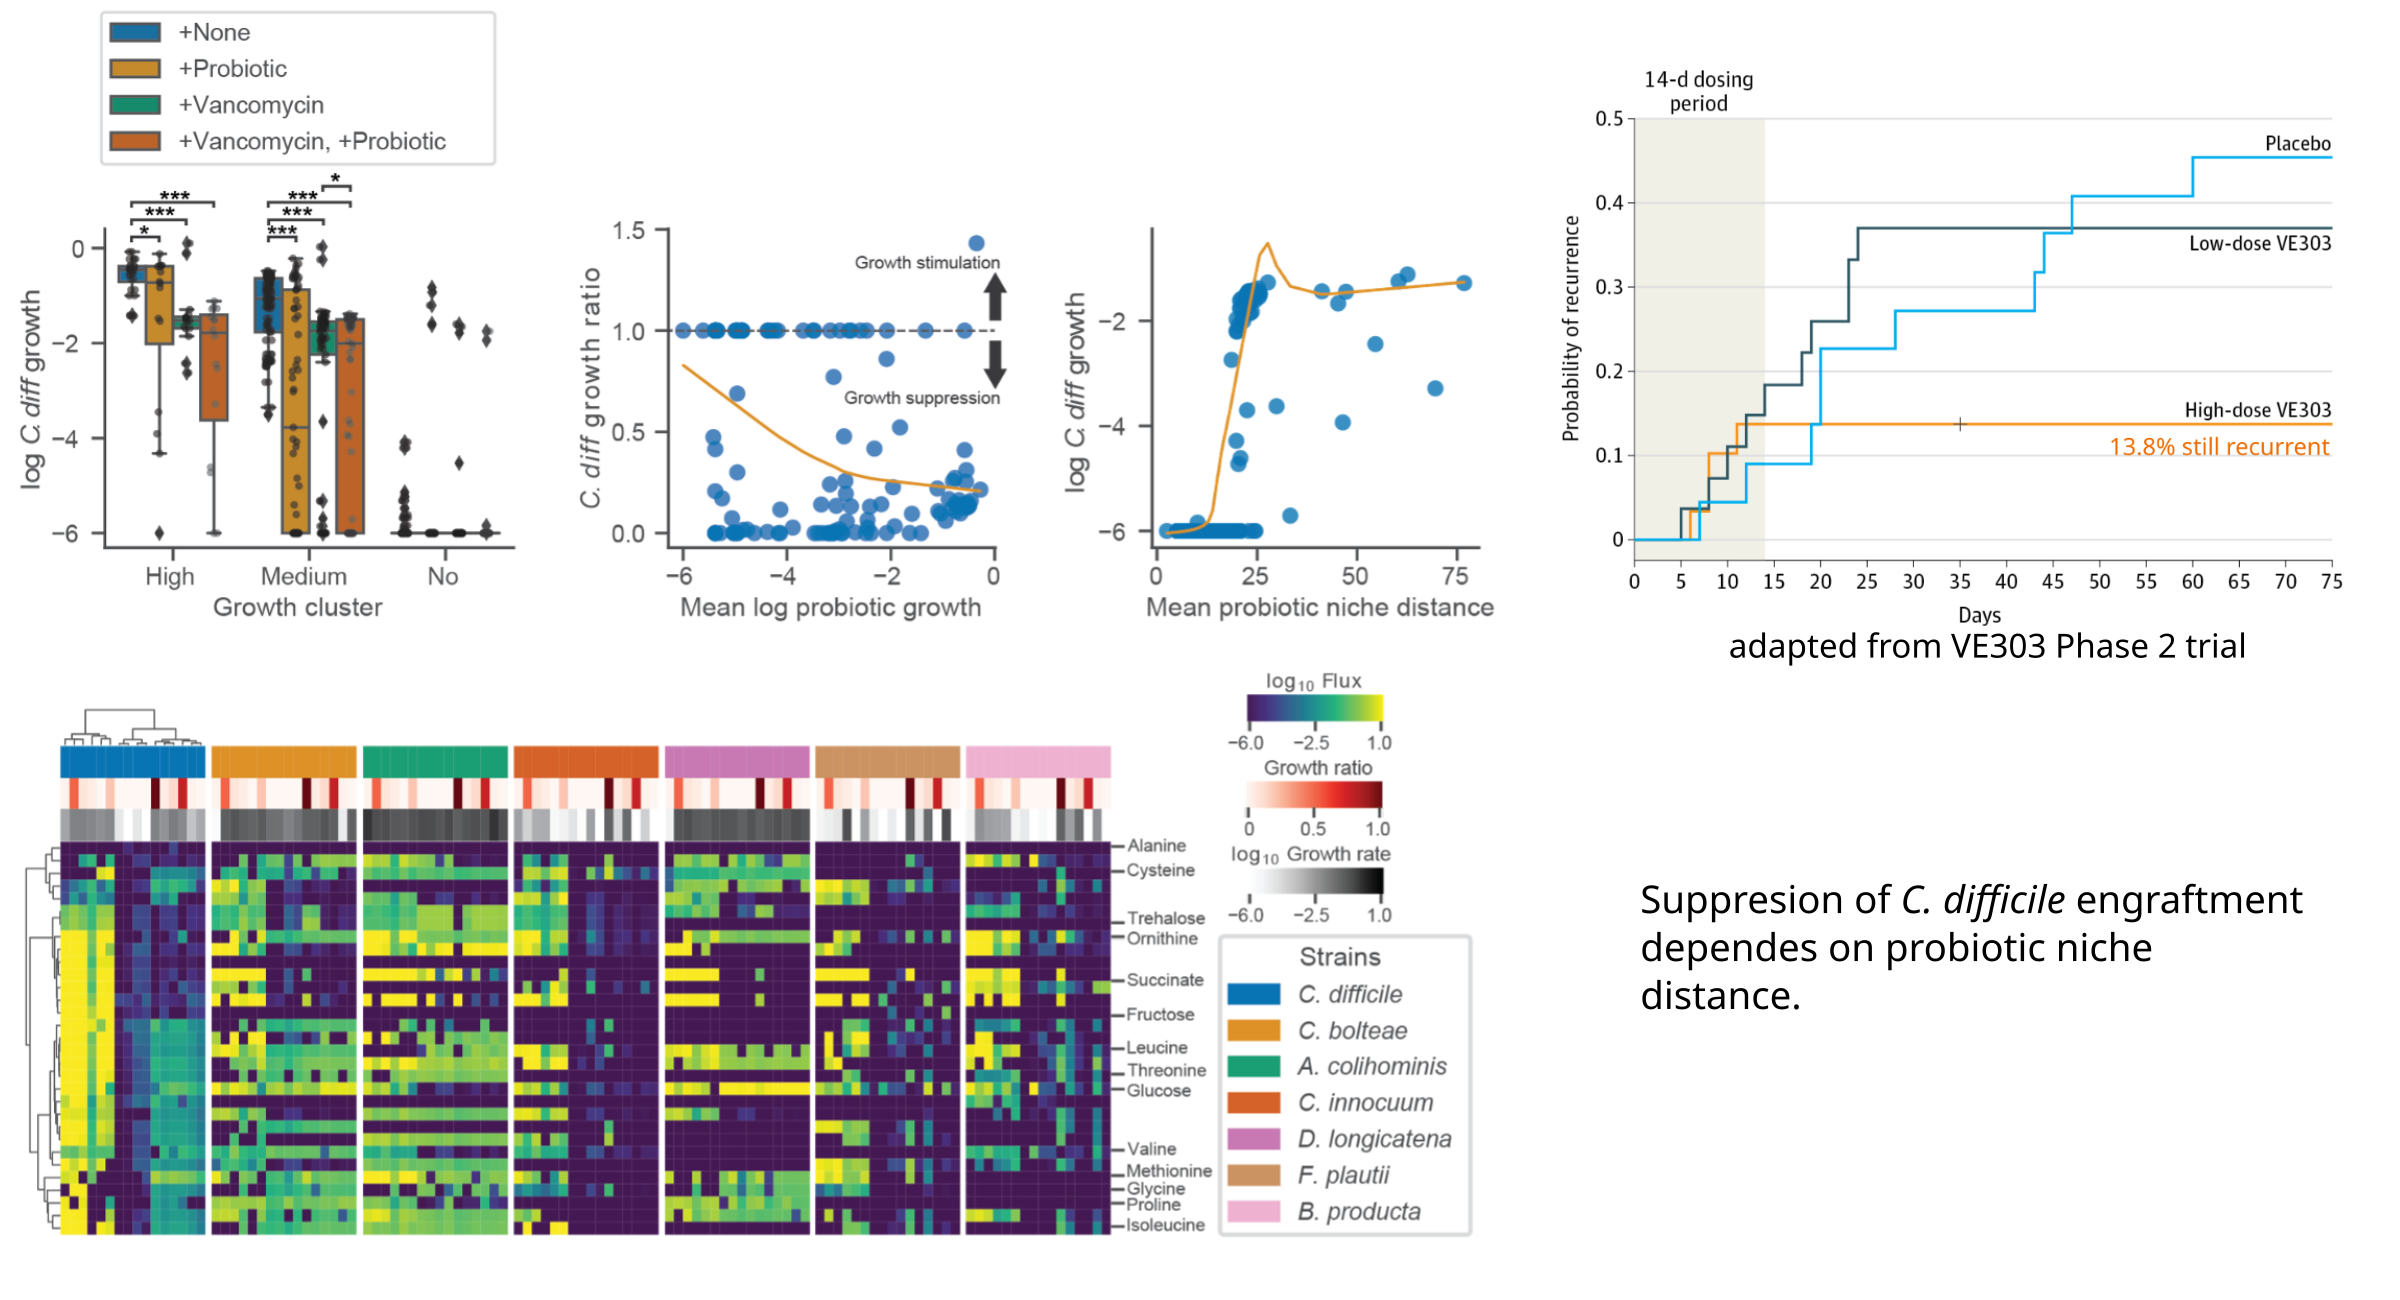 +None
+Probiotic
+Vancomycin
+Vancomycin, +Probiotic
***
***
*
***
***
***
*
log C. diff growth
0
−2
−4
−6
High
Medium
No
Growth cluster
C. diff growth ratio
1.5
1.0
0.5
0.0
Growth stimulation
Growth suppression
−6
−4
−2
0
Mean log probiotic growth
log C. diff growth
−2
−4
−6
0
25
50
75
Mean probiotic niche distance
14-d dosing
period
Probability of recurrence
0.5
0.4
0.3
0.2
0.1
0
Placebo
Low-dose VE303
High-dose VE303
13.8% still recurrent
0
5
10
15
20
25
30
35
40
45
50
55
60
65
70
75
Days
adapted from VE303 Phase 2 trial
log10 Flux
-6.0
−2.5
1.0
Growth ratio
0
0.5
1.0
log10 Growth rate
-6.0
−2.5
1.0
Alanine
Cysteine
Trehalose
Ornithine
Succinate
Fructose
Leucine
Threonine
Glucose
Valine
Methionine
Glycine
Proline
Isoleucine
Strains
C. difficile
C. bolteae
A. colihominis
C. innocuum
D. longicatena
F. plautii
B. producta
Suppresion of C. difficile engraftment
dependes on probiotic niche
distance.